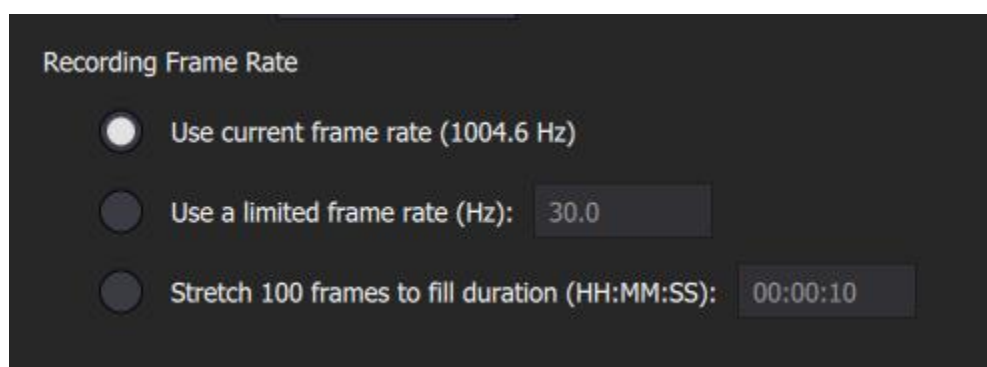 Recording Frame Rate
Use current frame rate (1004.6 Hz)
Use a limited frame rate (Hz): 30.0
Stretch 100 frames to fill duration (HH:MM:SS): 00:00:10